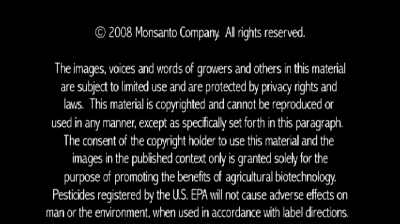 © 2008 Monsanto Company.  All rights reserved.
The images, voices and words of growers and others in this material
are subject to limited use and are protected by privacy rights and
laws.  This material is copyrighted and cannot be reproduced or
used in any manner, except as specifically set forth in this paragraph.
The consent of the copyright holder to use this material and the
images in the published context only is granted solely for the
purpose of promoting the benefits of agricultural biotechnology.
Pesticides registered by the U.S. EPA will not cause adverse effects on
man or the environment, when used in accordance with label directions.